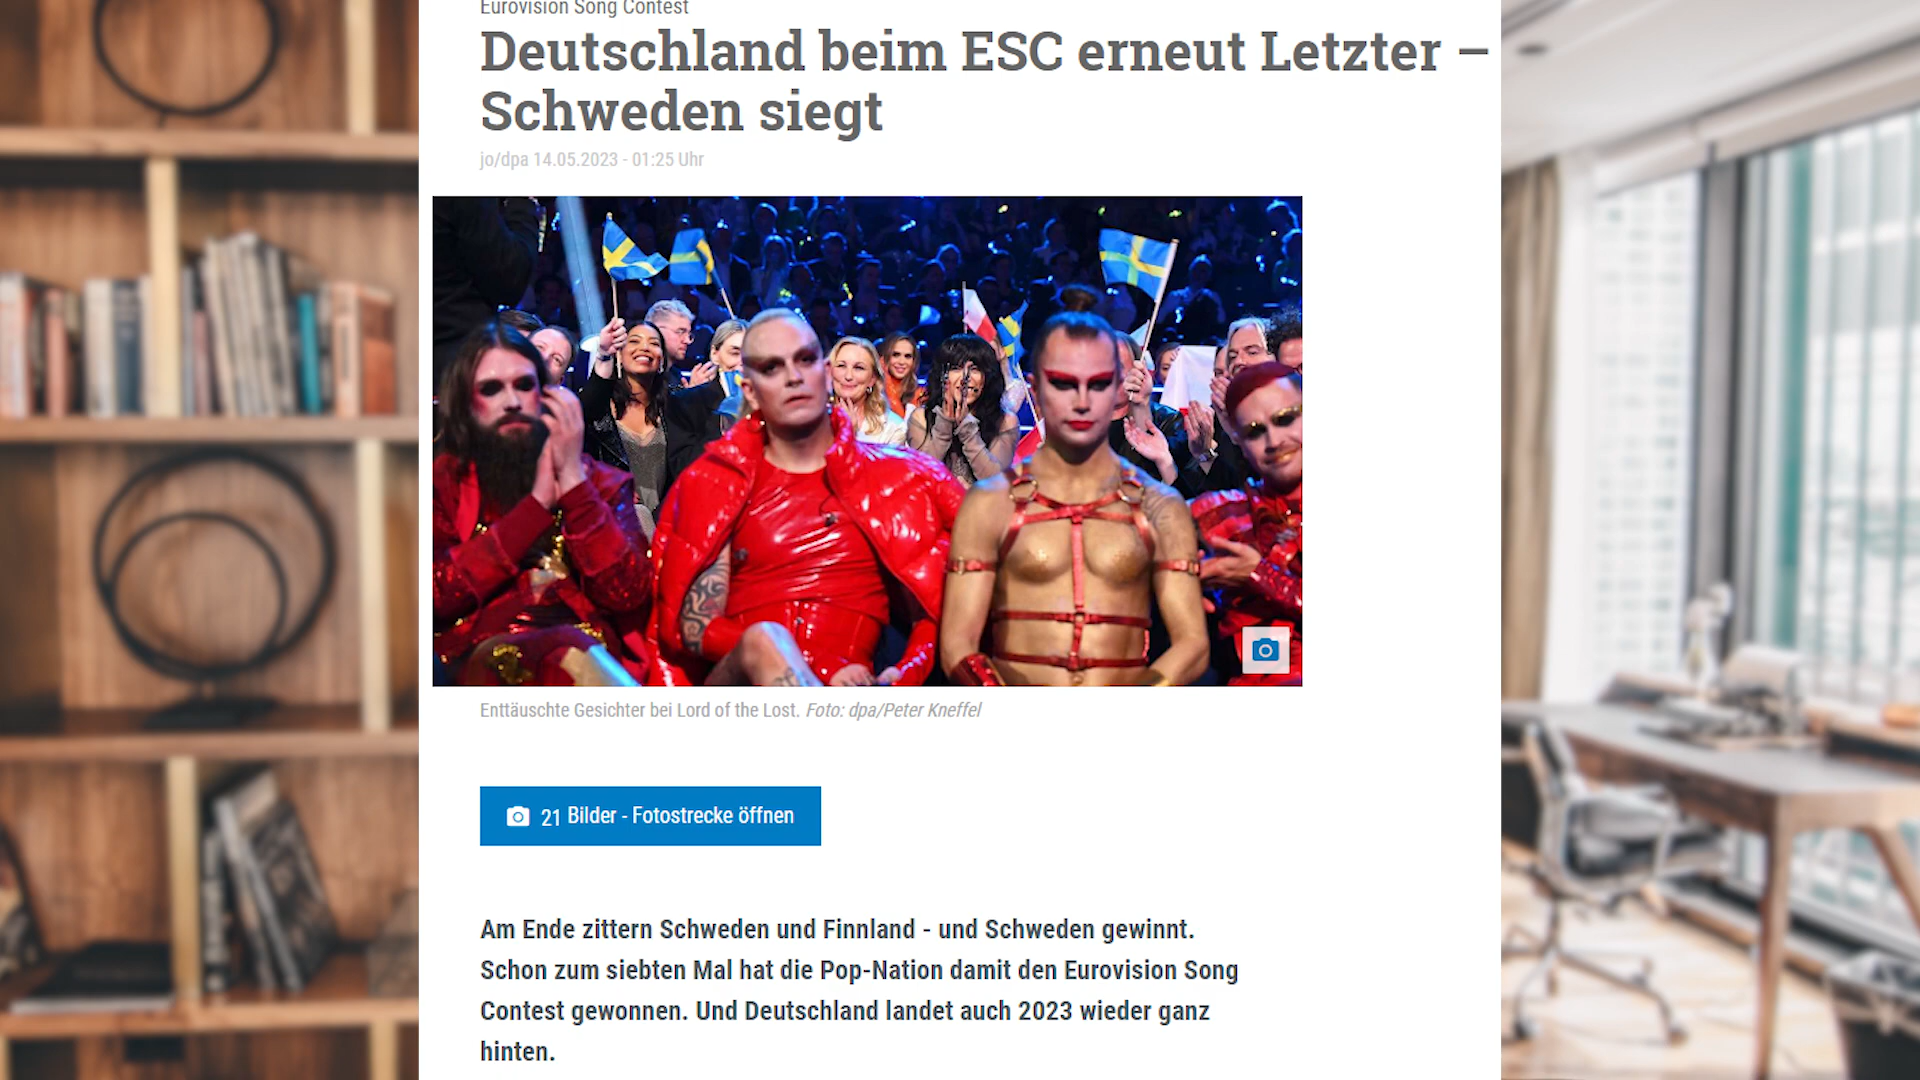 Eurovision Song Contest
Deutschland beim ESC erneut Letzter –
Schweden siegt
jo/dpa 14.05.2023 - 01:25 Uhr
Enttäuschte Gesichter bei Lord of the Lost. Foto: dpa/Peter Kneffel
21 Bilder - Fotostrecke öffnen
Am Ende zittern Schweden und Finnland - und Schweden gewinnt.
Schon zum siebten Mal hat die Pop-Nation damit den Eurovision Song
Contest gewonnen. Und Deutschland landet auch 2023 wieder ganz
hinten.